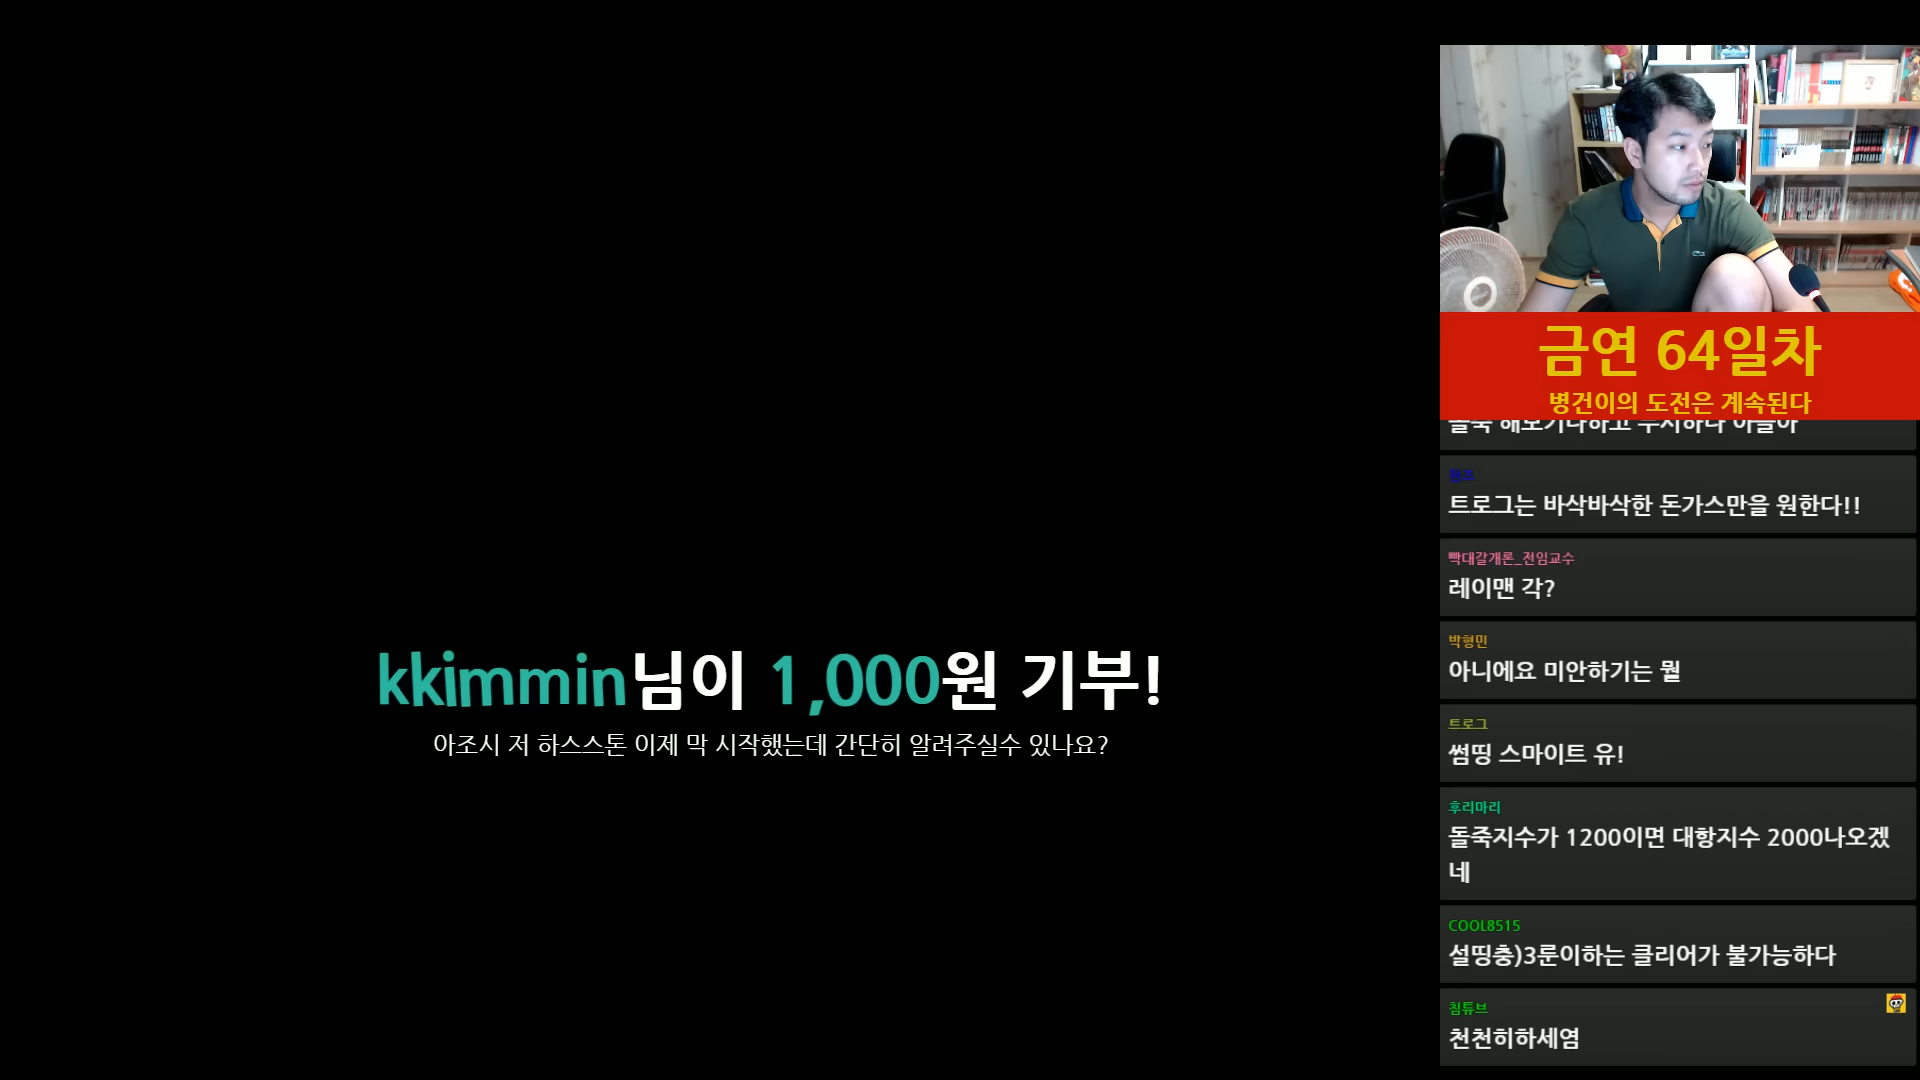 kkimmin님이 1,000원 기부!
아조시 저 하스스톤 이제 막 시작했는데 간단히 알려주실수 있나요?
금연 64일차
병건이의 도전은 계속된다
트로그는 바삭바삭한 돈가스만을 원한다!!
빡대갈개론_전임교수
레이맨 각?
박형민
아니에요 미안하기는 뭘
트로그
썸띵 스마이트 유!
후리마리
돌죽지수가 1200이면 대항지수 2000나오겠
네
COOL8515
설띵충)3룬이하는 클리어가 불가능하다
침튜브
천천히하세염